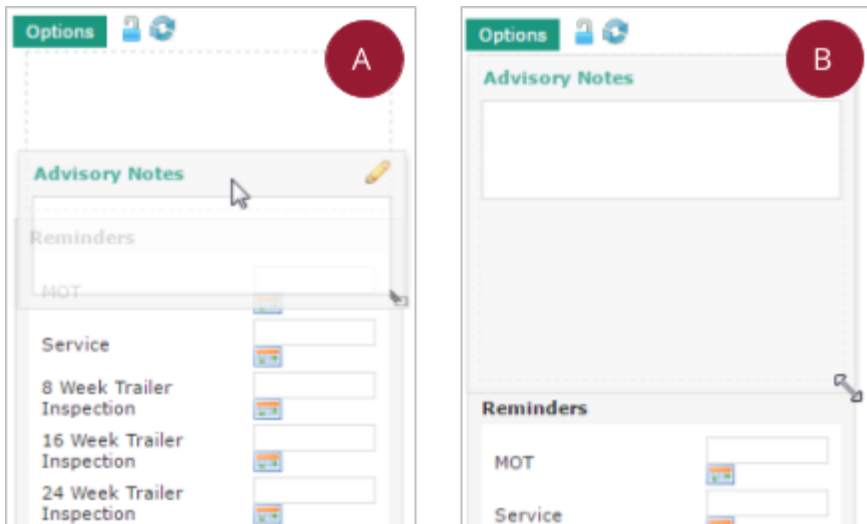 Options
A
Advisory Notes
Reminders
MOT
Service
8 Week Trailer
Inspection
16 Week Trailer
Inspection
24 Week Trailer
Inspection
Options
B
Advisory Notes
Reminders
MOT
Service